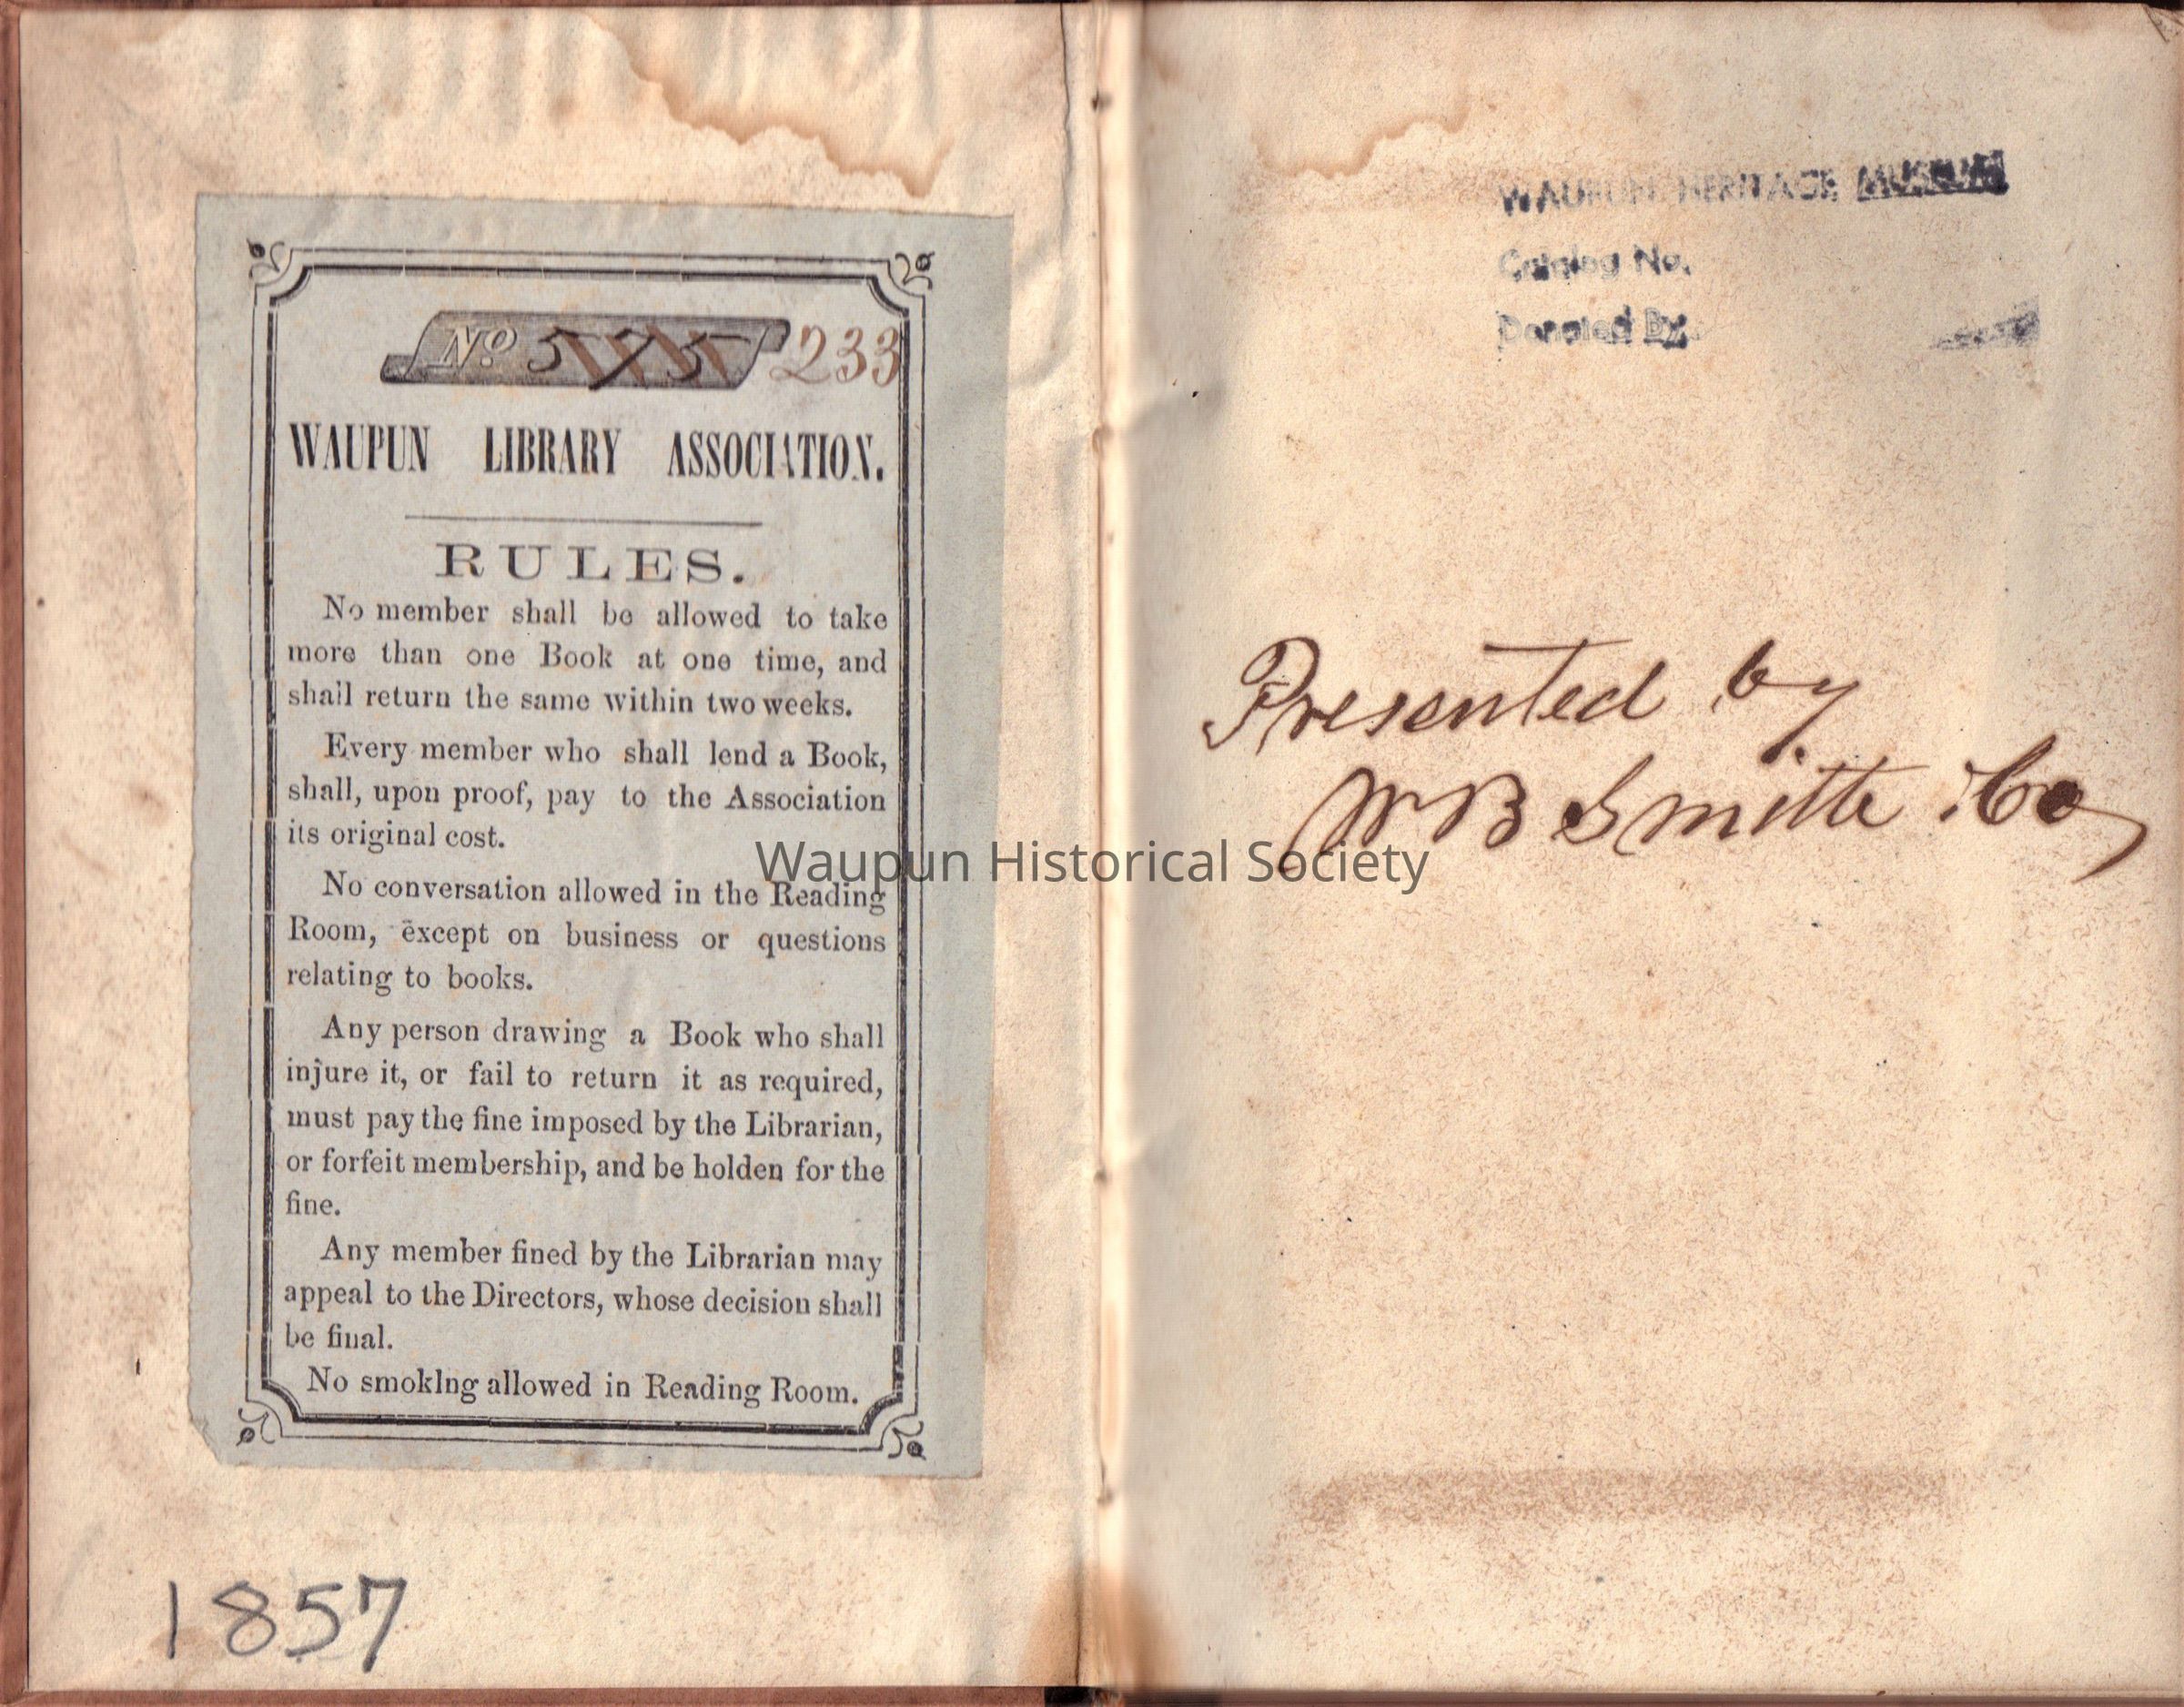 No 575 233
WAUPUN LIBRARY ASSOCIATION.
RULES.
No member shall be allowed to take
more than one Book at one time, and
shall return the same within two weeks.
Every member who shall lend a Book,
shall, upon proof, pay to the Association
its original cost.
No conversation allowed in the Reading
Room, except on business or questions
relating to books.
Any person drawing a Book who shall
injure it, or fail to return it as required,
must pay the fine imposed by the Librarian,
or forfeit membership, and be holden for the
fine.
Any member fined by the Librarian may
appeal to the Directors, whose decision shall
be final.
No smokIng allowed in Reading Room.
1857
WAUPUN HERITAGE MUSEUM
Catalog No.
Donated By
Presented by
W B Smith & Co
Waupun Historical Society